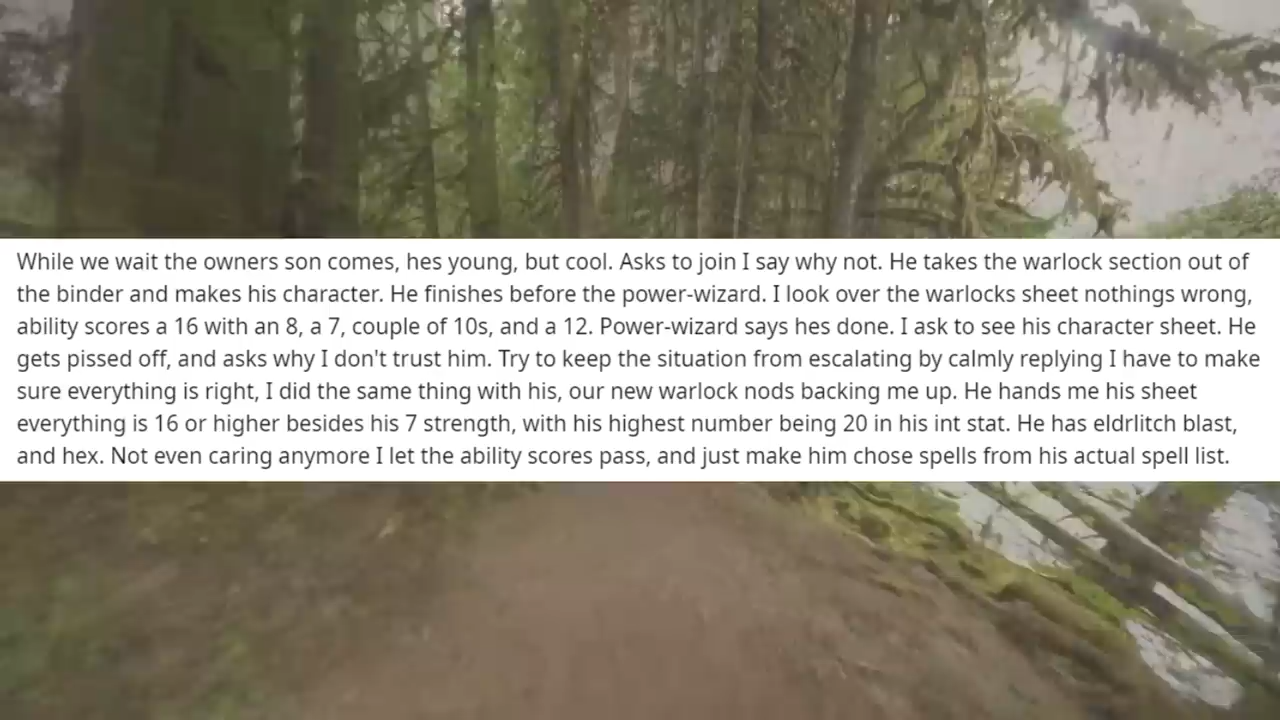 While we wait the owners son comes, hes young, but cool. Asks to join I say why not. He takes the warlock section out of
the binder and makes his character. He finishes before the power-wizard. I look over the warlocks sheet nothings wrong,
ability scores a 16 with an 8, a 7, couple of 10s, and a 12. Power-wizard says hes done. I ask to see his character sheet. He
gets pissed off, and asks why I don't trust him. Try to keep the situation from escalating by calmly replying I have to make
sure everything is right, I did the same thing with his, our new warlock nods backing me up. He hands me his sheet
everything is 16 or higher besides his 7 strength, with his highest number being 20 in his int stat. He has eldrlitch blast,
and hex. Not even caring anymore I let the ability scores pass, and just make him chose spells from his actual spell list.